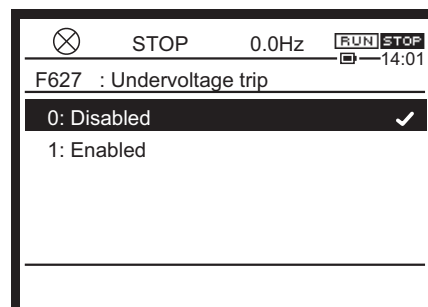 STOP 0.0Hz RUN STOP
14:01
F627 : Undervoltage trip
0: Disabled
1: Enabled